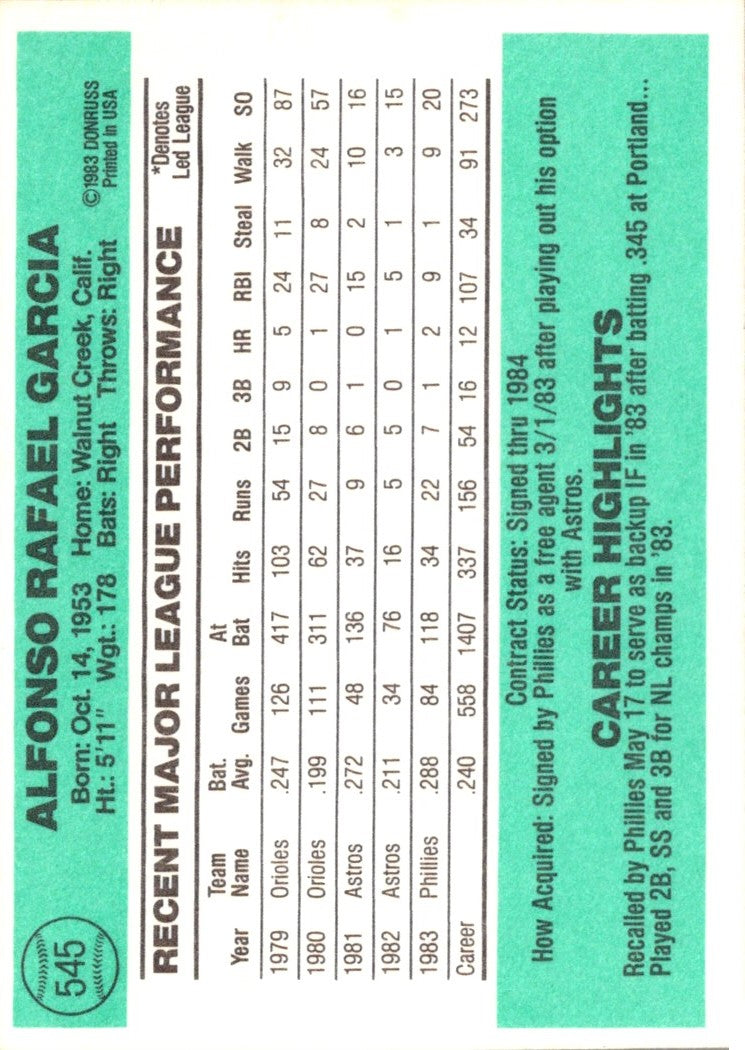 545
ALFONSO RAFAEL GARCIA
©1983 DONRUSS
Printed In USA
Born: Oct. 14, 1953 Home: Walnut Creek, Calif.
Ht.: 5'11" Wgt.: 178 Bats: Right Throws: Right
RECENT MAJOR LEAGUE PERFORMANCE
*Denotes
Led League
Year Team Name Bat. Avg. Games At Bat Hits Runs 2B 3B HR RBI Steal Walk SO
1979 Orioles .247 126 417 103 54 15 9 5 24 11 32 87
1980 Orioles .199 111 311 62 27 8 0 1 27 8 24 57
1981 Astros .272 48 136 37 9 6 1 0 15 2 10 16
1982 Astros .211 34 76 16 5 5 0 1 5 1 3 15
1983 Phillies .288 84 118 34 22 7 1 2 9 1 9 20
Career .240 558 1407 337 156 54 16 12 107 34 91 273
Contract Status: Signed thru 1984
How Acquired: Signed by Phillies as a free agent 3/1/83 after playing out his option
with Astros.
CAREER HIGHLIGHTS
Recalled by Phillies May 17 to serve as backup IF in '83 after batting .345 at Portland...
Played 2B, SS and 3B for NL champs in '83.